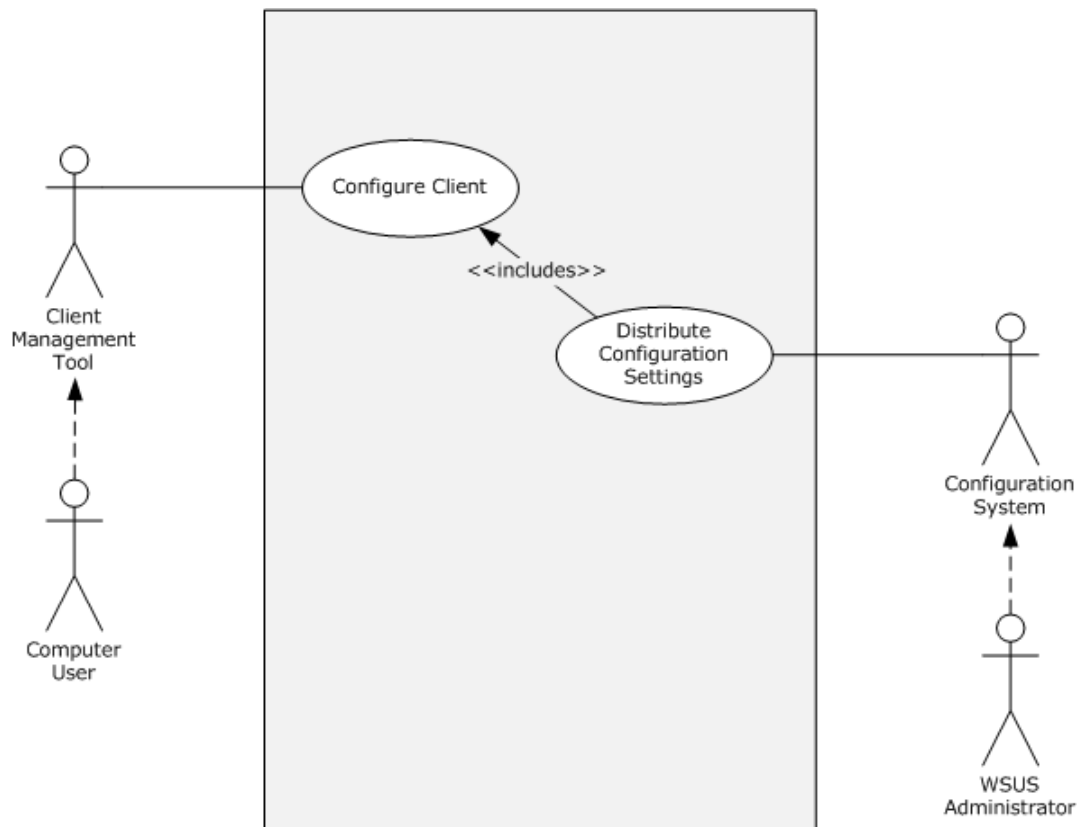 Configure Client
<<includes>>
Client
Management
Tool
Distribute
Configuration
Settings
Configuration
System
Computer
User
WSUS
Administrator